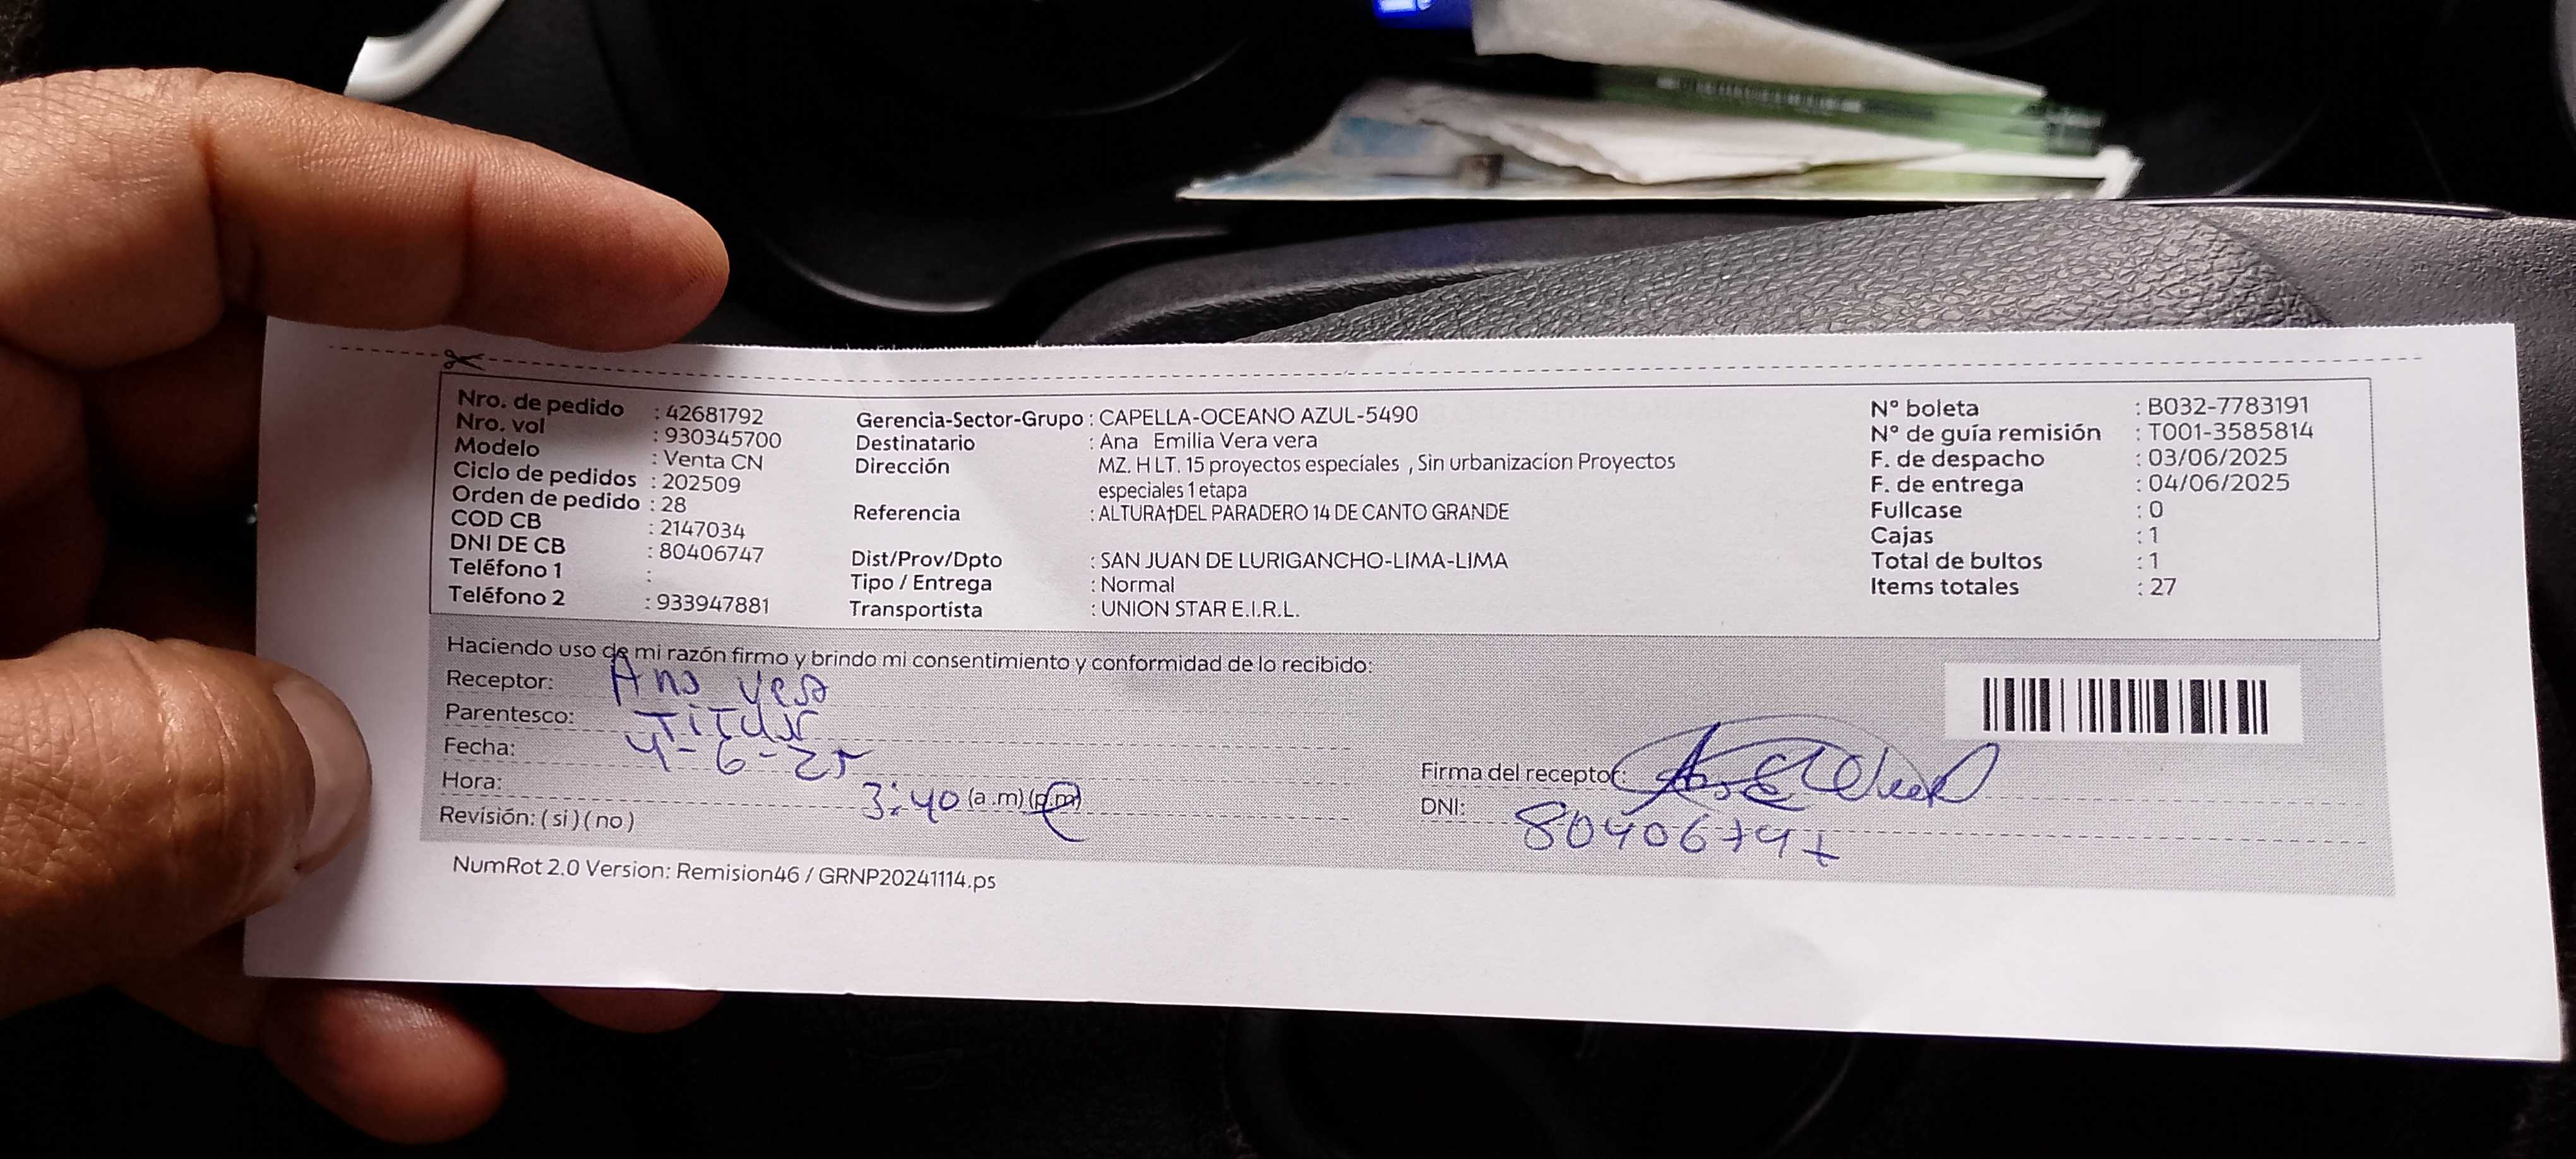 Nro. de pedido : 42681792
Nro. vol : 930345700
Modelo : Venta CN
Ciclo de pedidos : 202509
Orden de pedido : 28
COD CB : 2147034
DNI DE CB : 80406747
Teléfono 1 :
Teléfono 2 : 933947881
Gerencia-Sector-Grupo : CAPELLA-OCEANO AZUL-5490
Destinatario : Ana Emilia Vera vera
Dirección MZ. H LT. 15 proyectos especiales , Sin urbanizacion Proyectos
especiales 1 etapa
Referencia : ALTURA†DEL PARADERO 14 DE CANTO GRANDE
Dist/Prov/Dpto : SAN JUAN DE LURIGANCHO-LIMA-LIMA
Tipo / Entrega : Normal
Transportista : UNION STAR E.I.R.L.
N° boleta : B032-7783191
N° de guía remisión : T001-3585814
F. de despacho : 03/06/2025
F. de entrega : 04/06/2025
Fullcase : 0
Cajas : 1
Total de bultos : 1
Items totales : 27
Haciendo uso de mi razón firmo y brindo mi consentimiento y conformidad de lo recibido:
Receptor: Ana Vera
Parentesco:
Fecha: 4-6-25
Hora: 3:40 (a.m) (p.m)
Revisión: ( si ) ( no )
Firma del receptor:
DNI: 80406747
NumRot 2.0 Version: Remision46 / GRNP20241114.ps